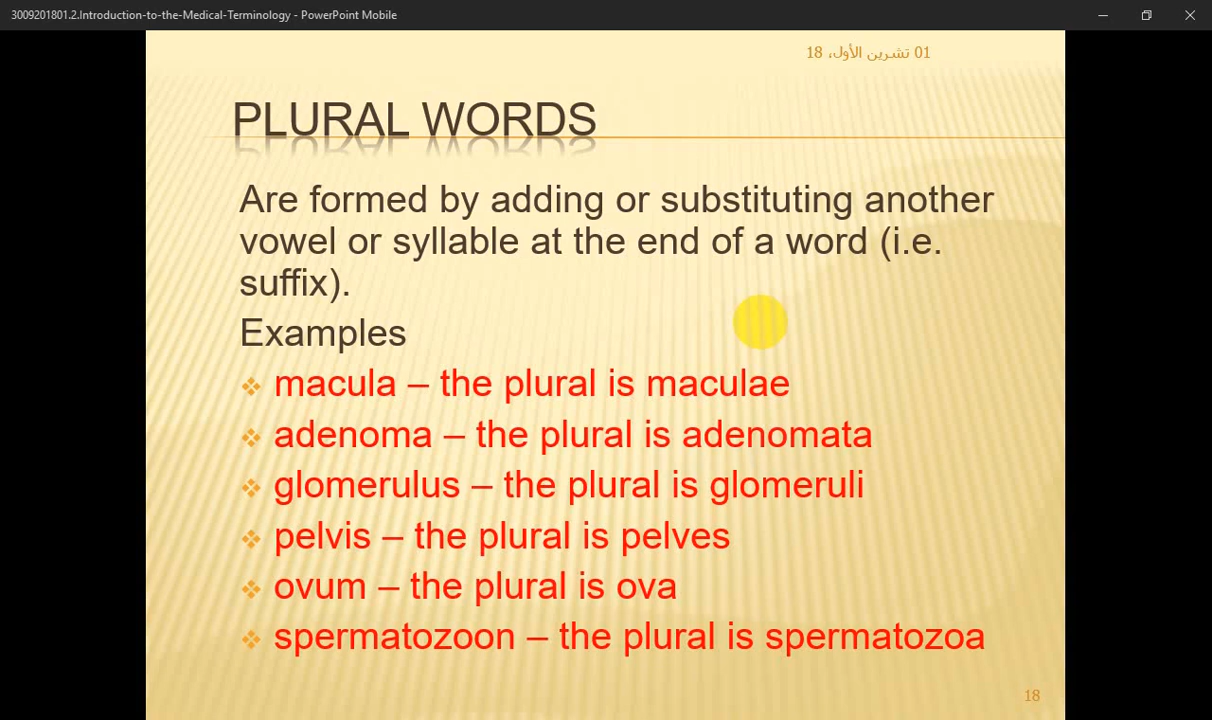 3009201801.2.Introduction-to-the-Medical-Terminology - PowerPoint Mobile
01 تشرين الأول، 18
PLURAL WORDS
Are formed by adding or substituting another
vowel or syllable at the end of a word (i.e.
suffix).
Examples
macula – the plural is maculae
adenoma – the plural is adenomata
glomerulus – the plural is glomeruli
pelvis – the plural is pelves
ovum – the plural is ova
spermatozoon – the plural is spermatozoa
18